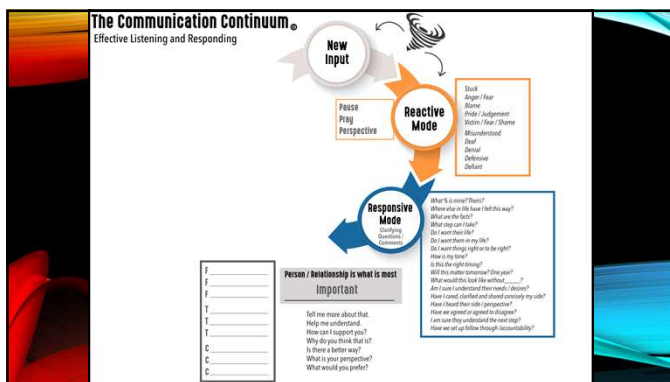 The Communication Continuum
Effective Listening and Responding
New
Input
Pause
Pray
Perspective
Reactive
Mode
Stuck
Anger / Fear
Blame
Pride / Judgement
Victim / Fear / Shame
Misunderstood
Deaf
Denial
Defensive
Defiant
Responsive
Mode
Clarifying
Questions /
Comments
What % is mine? Theirs?
Where else in life have I felt this way?
What are the facts?
What step can I take?
Do I want their life?
Do I want them in my life?
Do I want things right or to be right?
How is my tone?
Is this the right timing?
Will this matter tomorrow? One year?
What would this look like without_____?
Am I sure I understand their needs / desires?
Have I cared, clarified and shared concisely my side?
Have I heard their side / perspective?
Have we agreed or agreed to disagree?
I am sure they understand the next step?
Have we set up follow through (accountability)?
F
F
F
T
T
T
C
C
C
Person / Relationship is what is most
Important
Tell me more about that.
Help me understand.
How can I support you?
Why do you think that is?
Is there a better way?
What is your perspective?
What would you prefer?